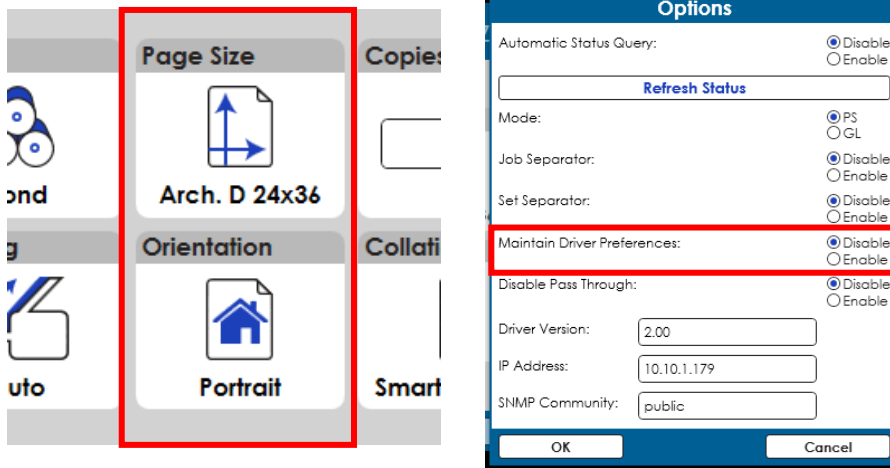 Page Size
Copies
ond
Arch. D 24x36
g
Orientation
Collati
uto
Portrait
Smart
Options
Automatic Status Query:
Disable
Enable
Refresh Status
Mode:
PS
GL
Job Separator:
Disable
Enable
Set Separator:
Disable
Enable
Maintain Driver Preferences:
Disable
Enable
Disable Pass Through:
Disable
Enable
Driver Version:
2.00
IP Address:
10.10.1.179
SNMP Community:
public
OK
Cancel